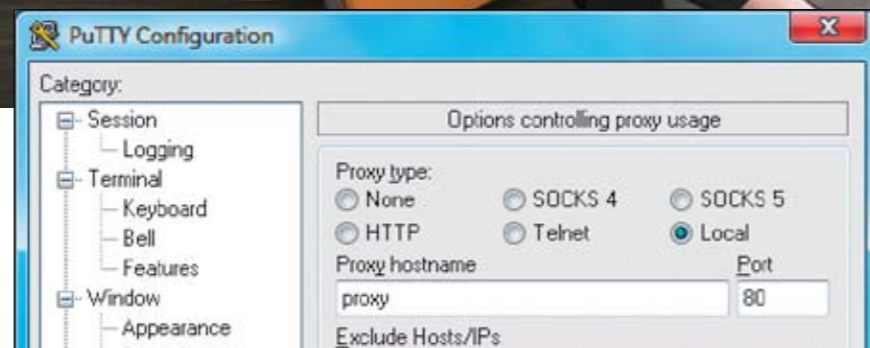 PuTTY Configuration
Category:
Session
Logging
Terminal
Keyboard
Bell
Features
Window
Appearance
Options controlling proxy usage
Proxy type:
None SOCKS 4 SOCKS 5
HTTP Telnet Local
Proxy hostname Port
proxy 80
Exclude Hosts/IPs